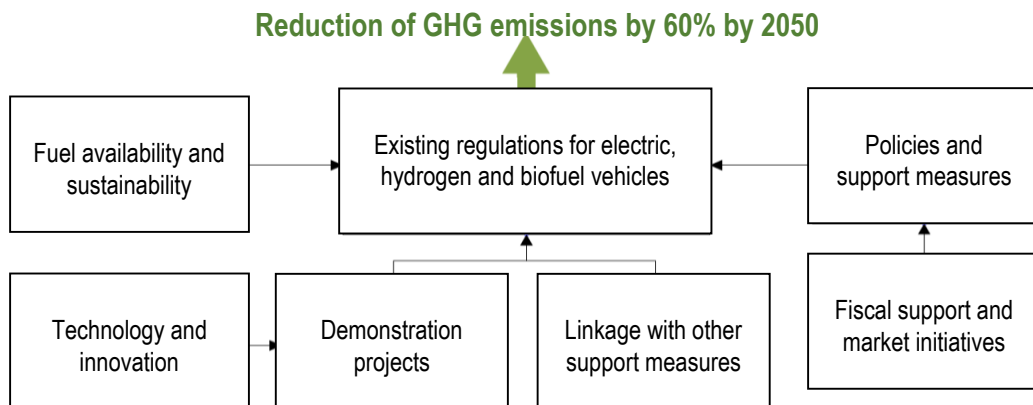 Reduction of GHG emissions by 60% by 2050
Fuel availability and
sustainability
Existing regulations for electric,
hydrogen and biofuel vehicles
Policies and
support measures
Technology and
innovation
Demonstration
projects
Linkage with other
support measures
Fiscal support and
market initiatives